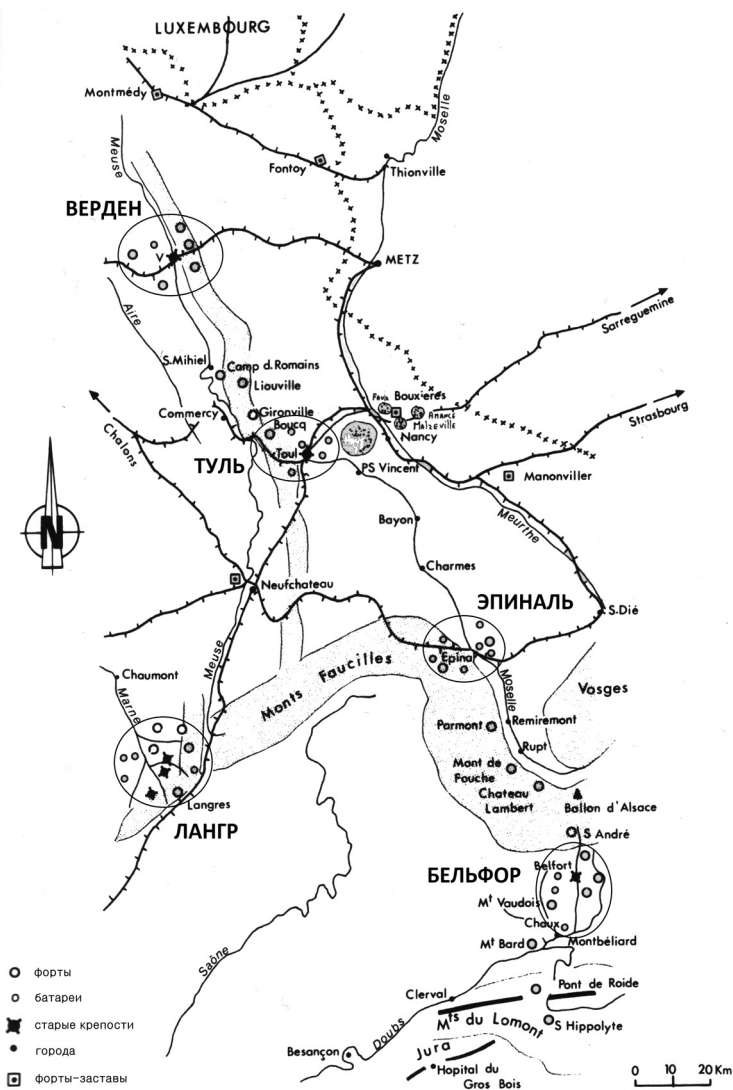 LUXEMBOURG
Montmédy
Moselle
Meuse
Fontoy
Thionville
ВЕРДЕН
V
METZ
Aire
Sarreguemine
S.Mihiel
Camp d. Romains
Liouville
Bouxieres
Commercy
Gironville
Boucq
AMANCE
MALZEVILLE
Nancy
Strasbourg
Chalons
Toul
ТУЛЬ
PS Vincent
Manonviller
Meurthe
Bayon
N
Charmes
Neufchateau
ЭПИНАЛЬ
S.Dié
Epinal
Meuse
Monts Faucilles
Chaumont
Marne
Moselle
Vosges
Parmont
Remiremont
Rupt
Mont de
Fouche
Chateau
Lambert
Ballon d'Alsace
Langres
ЛАНГР
S André
Belfort
БЕЛЬФОР
Mt Vaudois
Chaux
Mt Bard
Montbéliard
Saône
Pont de Roide
Clerval
Mts du Lomont
S Hippolyte
Doubs
Jura
Besançon
Hopital du
Gros Bois
форты
батареи
старые крепости
города
форты-заставы
0 10 20 Km